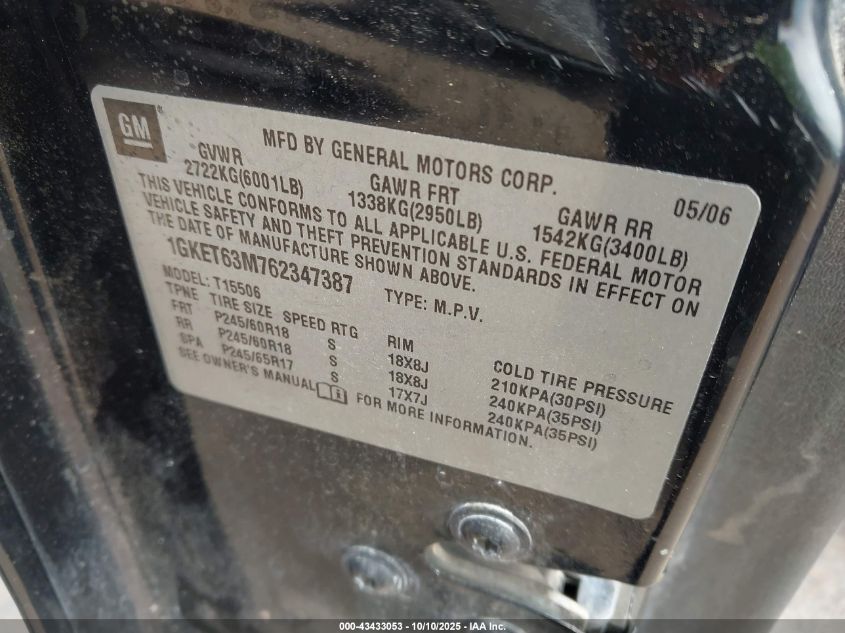 GM
MFD BY GENERAL MOTORS CORP.
05/06
GVWR
GAWR FRT
GAWR RR
2722KG(6001LB)
1338KG(2950LB)
1542KG(3400LB)
THIS VEHICLE CONFORMS TO ALL APPLICABLE U.S. FEDERAL MOTOR
VEHICLE SAFETY AND THEFT PREVENTION STANDARDS IN EFFECT ON
THE DATE OF MANUFACTURE SHOWN ABOVE.
1GKET63M762347387
TYPE: M.P.V.
MODEL: T15506
TPNE TIRE SIZE SPEED RTG RIM COLD TIRE PRESSURE
FRT P245/60R18 S 18X8J 210KPA(30PSI)
RR P245/60R18 S 18X8J 240KPA(35PSI)
SPA P245/65R17 S 17X7J 240KPA(35PSI)
SEE OWNER'S MANUAL FOR MORE INFORMATION.
000-43433053 - 10/10/2025 - IAA Inc.